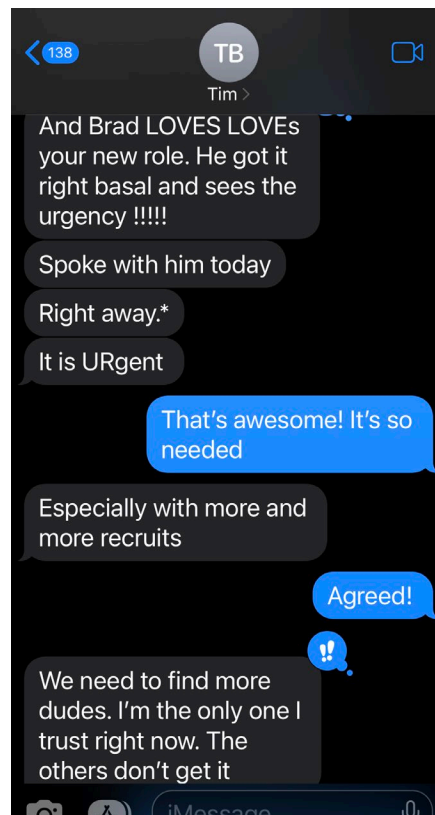 138
TB
Tim
And Brad LOVES LOVEs
your new role. He got it
right basal and sees the
urgency !!!!!
Spoke with him today
Right away.*
It is URgent
That’s awesome! It’s so
needed
Especially with more and
more recruits
Agreed!
!!
We need to find more
dudes. I’m the only one I
trust right now. The
others don’t get it
iMessage